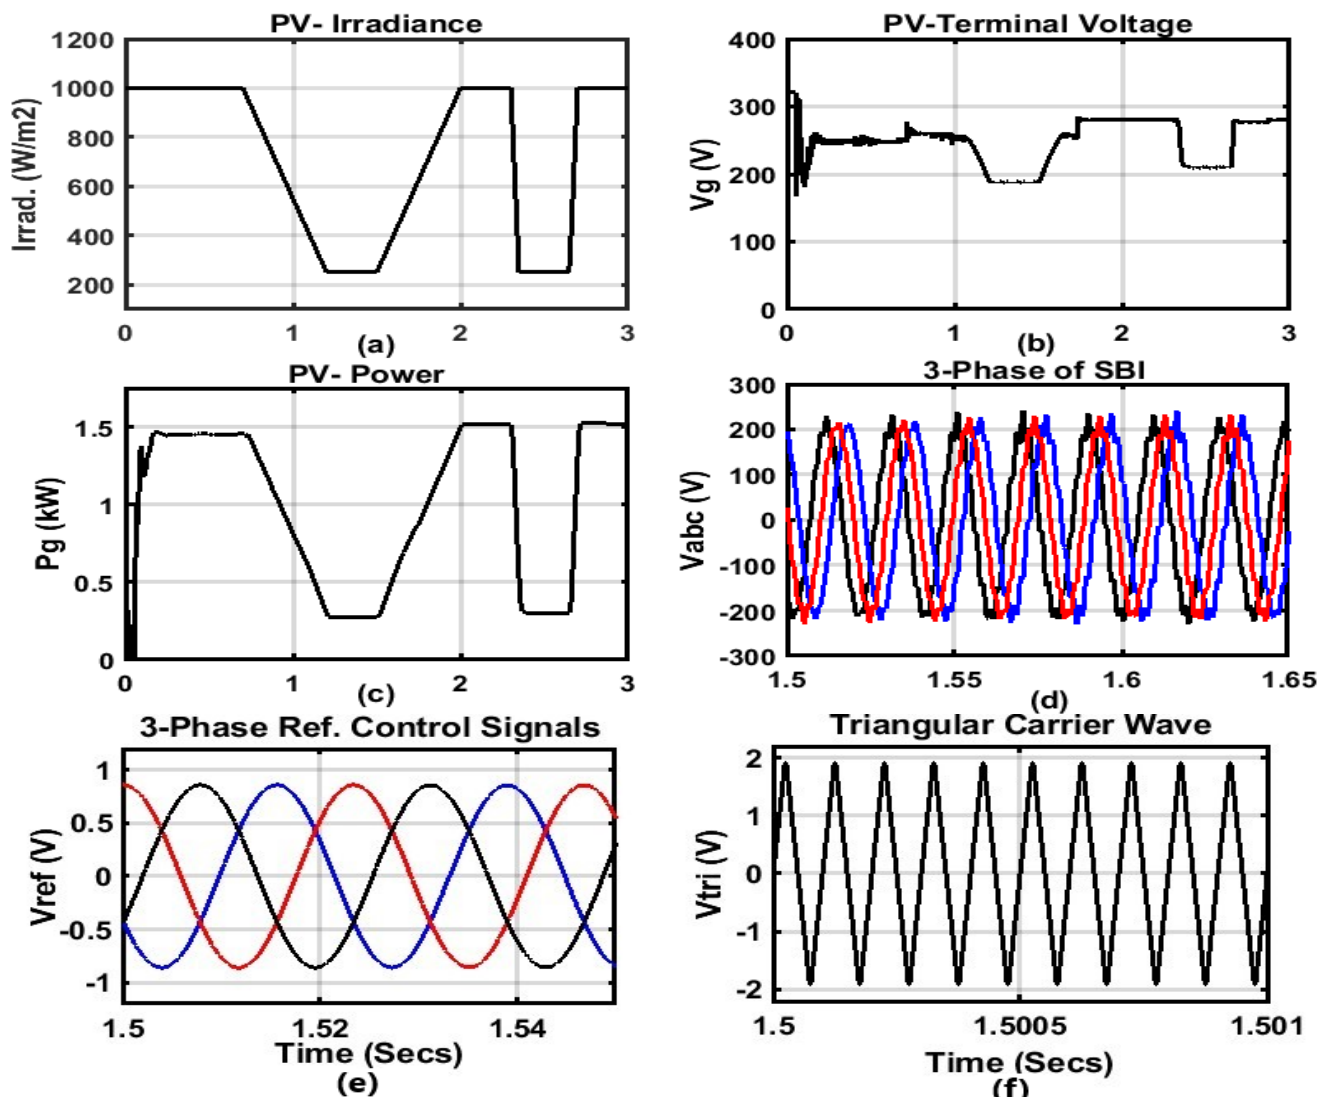 PV- Irradiance
1200
1000
800
600
400
200
Irrad. (W/m2)
0 1 2 3
(a)
PV-Terminal Voltage
400
300
200
100
0
Vg (V)
0 1 2 3
(b)
PV- Power
1.5
1
0.5
0
Pg (kW)
0 1 2 3
(c)
3-Phase of SBI
300
200
100
0
-100
-200
-300
Vabc (V)
1.5 1.55 1.6 1.65
(d)
3-Phase Ref. Control Signals
1
0.5
0
-0.5
-1
Vref (V)
1.5 1.52 1.54
Time (Secs)
(e)
Triangular Carrier Wave
2
1
0
-1
-2
Vtri (V)
1.5 1.5005 1.501
Time (Secs)
(f)